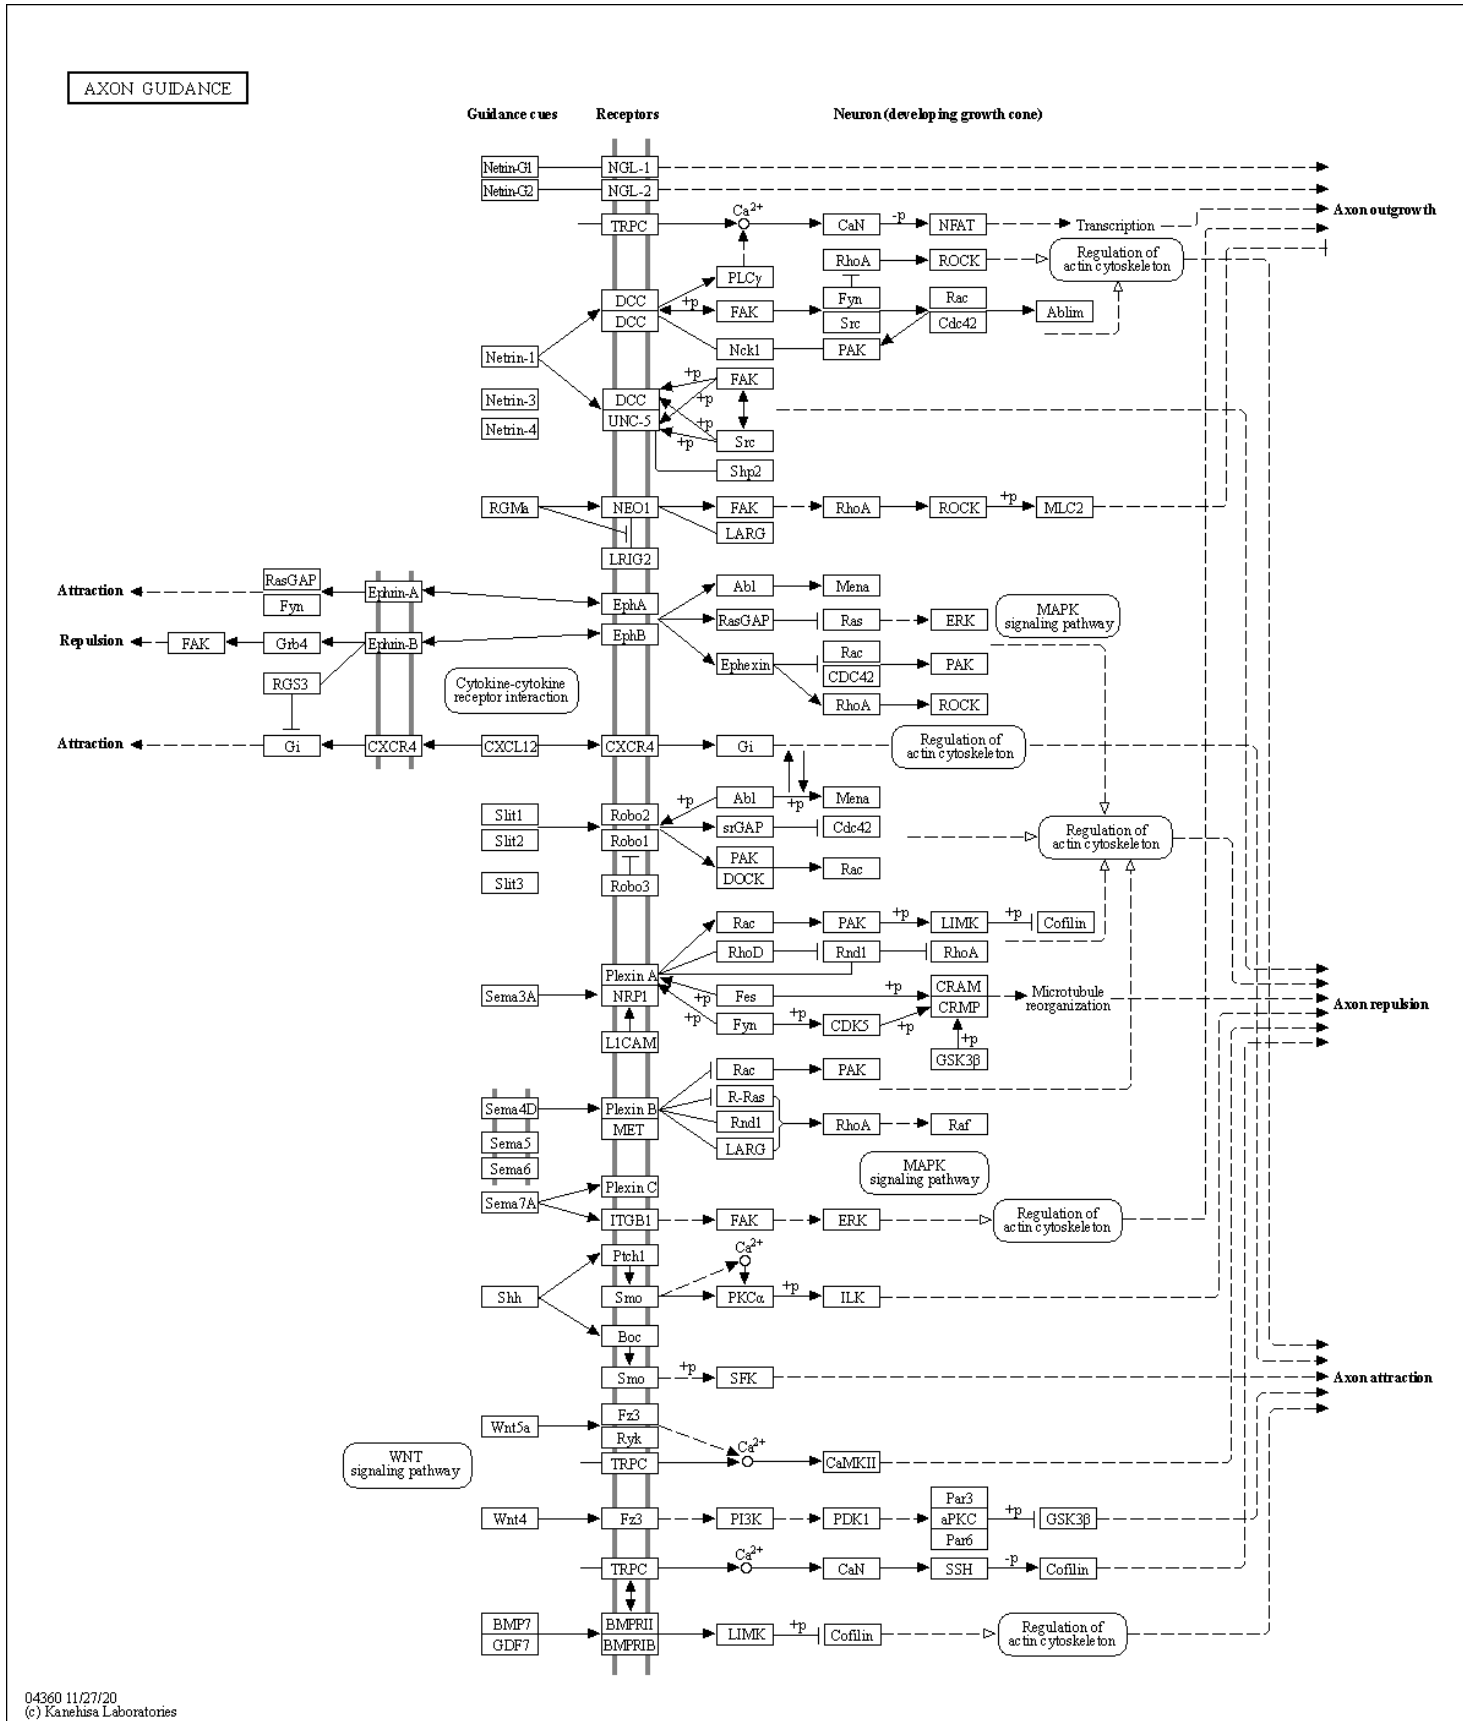 AXON GUIDANCE
Guidance cues Receptors Neuron (developing growth cone)
Netrin-G1 NGL-1
Netrin-G2 NGL-2
Axon outgrowth
TRPC Ca2+ CaN -p NFAT Transcription
RhoA ROCK Regulation of
actin cytoskeleton
PLCγ
DCC +p FAK Fyn Rac Ablim
DCC Src Cdc42
Nck1 PAK
Netrin-1
+p FAK
Netrin-3 DCC +p
Netrin-4 UNC-5 +p
+p Src
Shp2
RGMa NEO1 FAK RhoA ROCK +p MLC2
LARG
LRIG2
Attraction RasGAP Ephrin-A EphA Abl Mena
Fyn
RasGAP Ras ERK MAPK
signaling pathway
Repulsion FAK Grb4 Ephrin-B EphB
Rac
Ephexin CDC42 PAK
RGS3 Cytokine-cytokine
receptor interaction
RhoA ROCK
Attraction Gi CXCR4 CXCL12 CXCR4 Gi Regulation of
actin cytoskeleton
+p Abl +p Mena
Slit1 Robo2 srGAP Cdc42 Regulation of
actin cytoskeleton
Slit2 Robo1
PAK
DOCK Rac
Slit3 Robo3
Rac PAK +p LIMK +p Cofilin
RhoD Rnd1 RhoA
Plexin A
Sema3A NRP1 +p Fes +p CRAM Microtubule
reorganization
Axon repulsion
+p Fyn +p CDK5 +p CRMP
L1CAM +p
GSK3β
Rac PAK
R-Ras
Sema4D Plexin B
MET Rnd1 RhoA Raf
Sema5 LARG
Sema6 MAPK
signaling pathway
Plexin C
Sema7A
ITGB1 FAK ERK Regulation of
actin cytoskeleton
Ptch1 Ca2+
Shh Smo PKCα +p ILK
Boc
Smo +p SFK Axon attraction
Fz3
Wnt5a Ryk
WNT
signaling pathway
TRPC Ca2+ CaMKII
Par3
Wnt4 Fz3 PI3K PDK1 aPKC +p GSK3β
Par6
TRPC Ca2+ CaN SSH -p Cofilin
BMP7 BMPRII LIMK +p Cofilin Regulation of
actin cytoskeleton
GDF7 BMPRIB
04360 11/27/20
(c) Kanehisa Laboratories